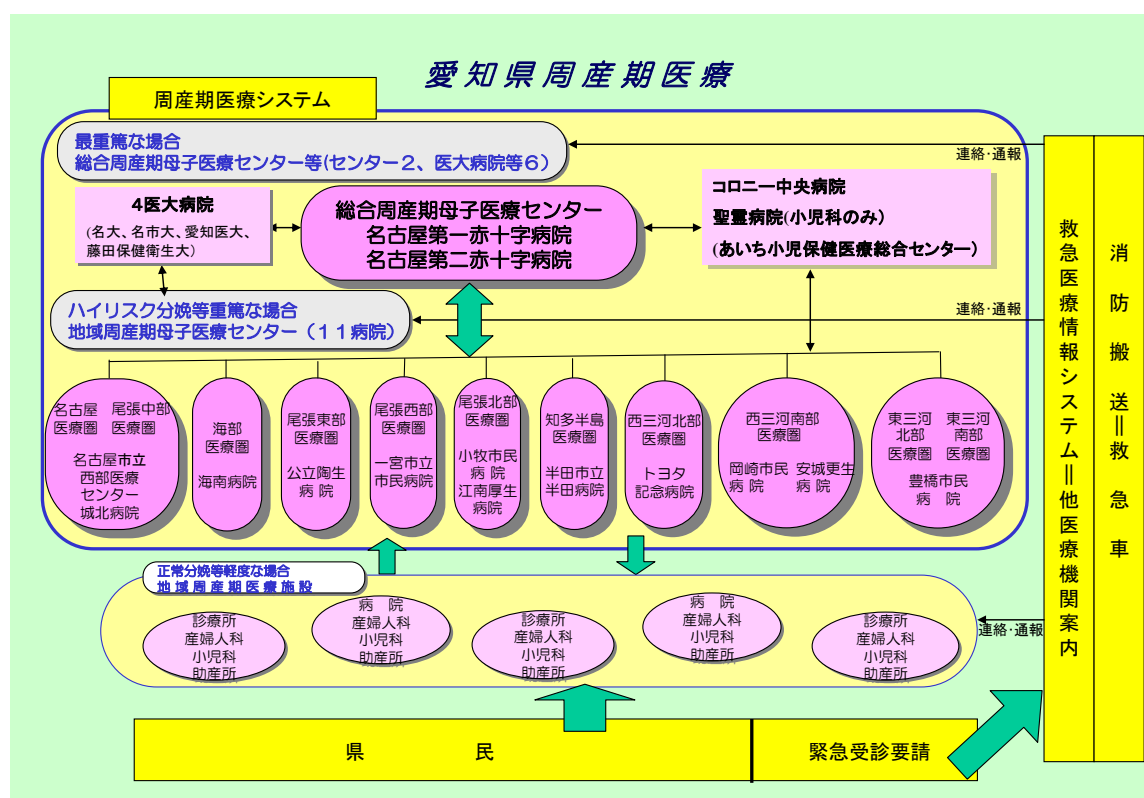 愛知県周産期医療
周産期医療システム
最重篤な場合
総合周産期母子医療センター等(センター2、医大病院等6)
連絡・通報
4医大病院
(名大、名市大、愛知医大、
藤田保健衛生大)
総合周産期母子医療センター
名古屋第一赤十字病院
名古屋第二赤十字病院
コロニー中央病院
聖霊病院(小児科のみ)
(あいち小児保健医療総合センター)
ハイリスク分娩等重篤な場合
地域周産期母子医療センター(11病院)
連絡・通報
名古屋 尾張中部
医療圏 医療圏
名古屋市立
西部医療
センター
城北病院
海部
医療圏
海南病院
尾張東部
医療圏
公立陶生
病 院
尾張西部
医療圏
一宮市立
市民病院
尾張北部
医療圏
小牧市民
病 院
江南厚生
病院
知多半島
医療圏
半田市立
半田病院
西三河北部
医療圏
トヨタ
記念病院
西三河南部
医療圏
岡崎市民 安城更生
病 院 病 院
東三河 東三河
北部 南部
医療圏 医療圏
豊橋市民
病 院
正常分娩等軽度な場合
地域周産期医療施設
診療所
産婦人科
小児科
助産所
病 院
産婦人科
小児科
助産所
診療所
産婦人科
小児科
助産所
病 院
産婦人科
小児科
助産所
診療所
産婦人科
小児科
助産所
連絡・通報
県 民
緊急受診要請
救急医療情報システム＝他医療機関案内
消防搬送＝救急車